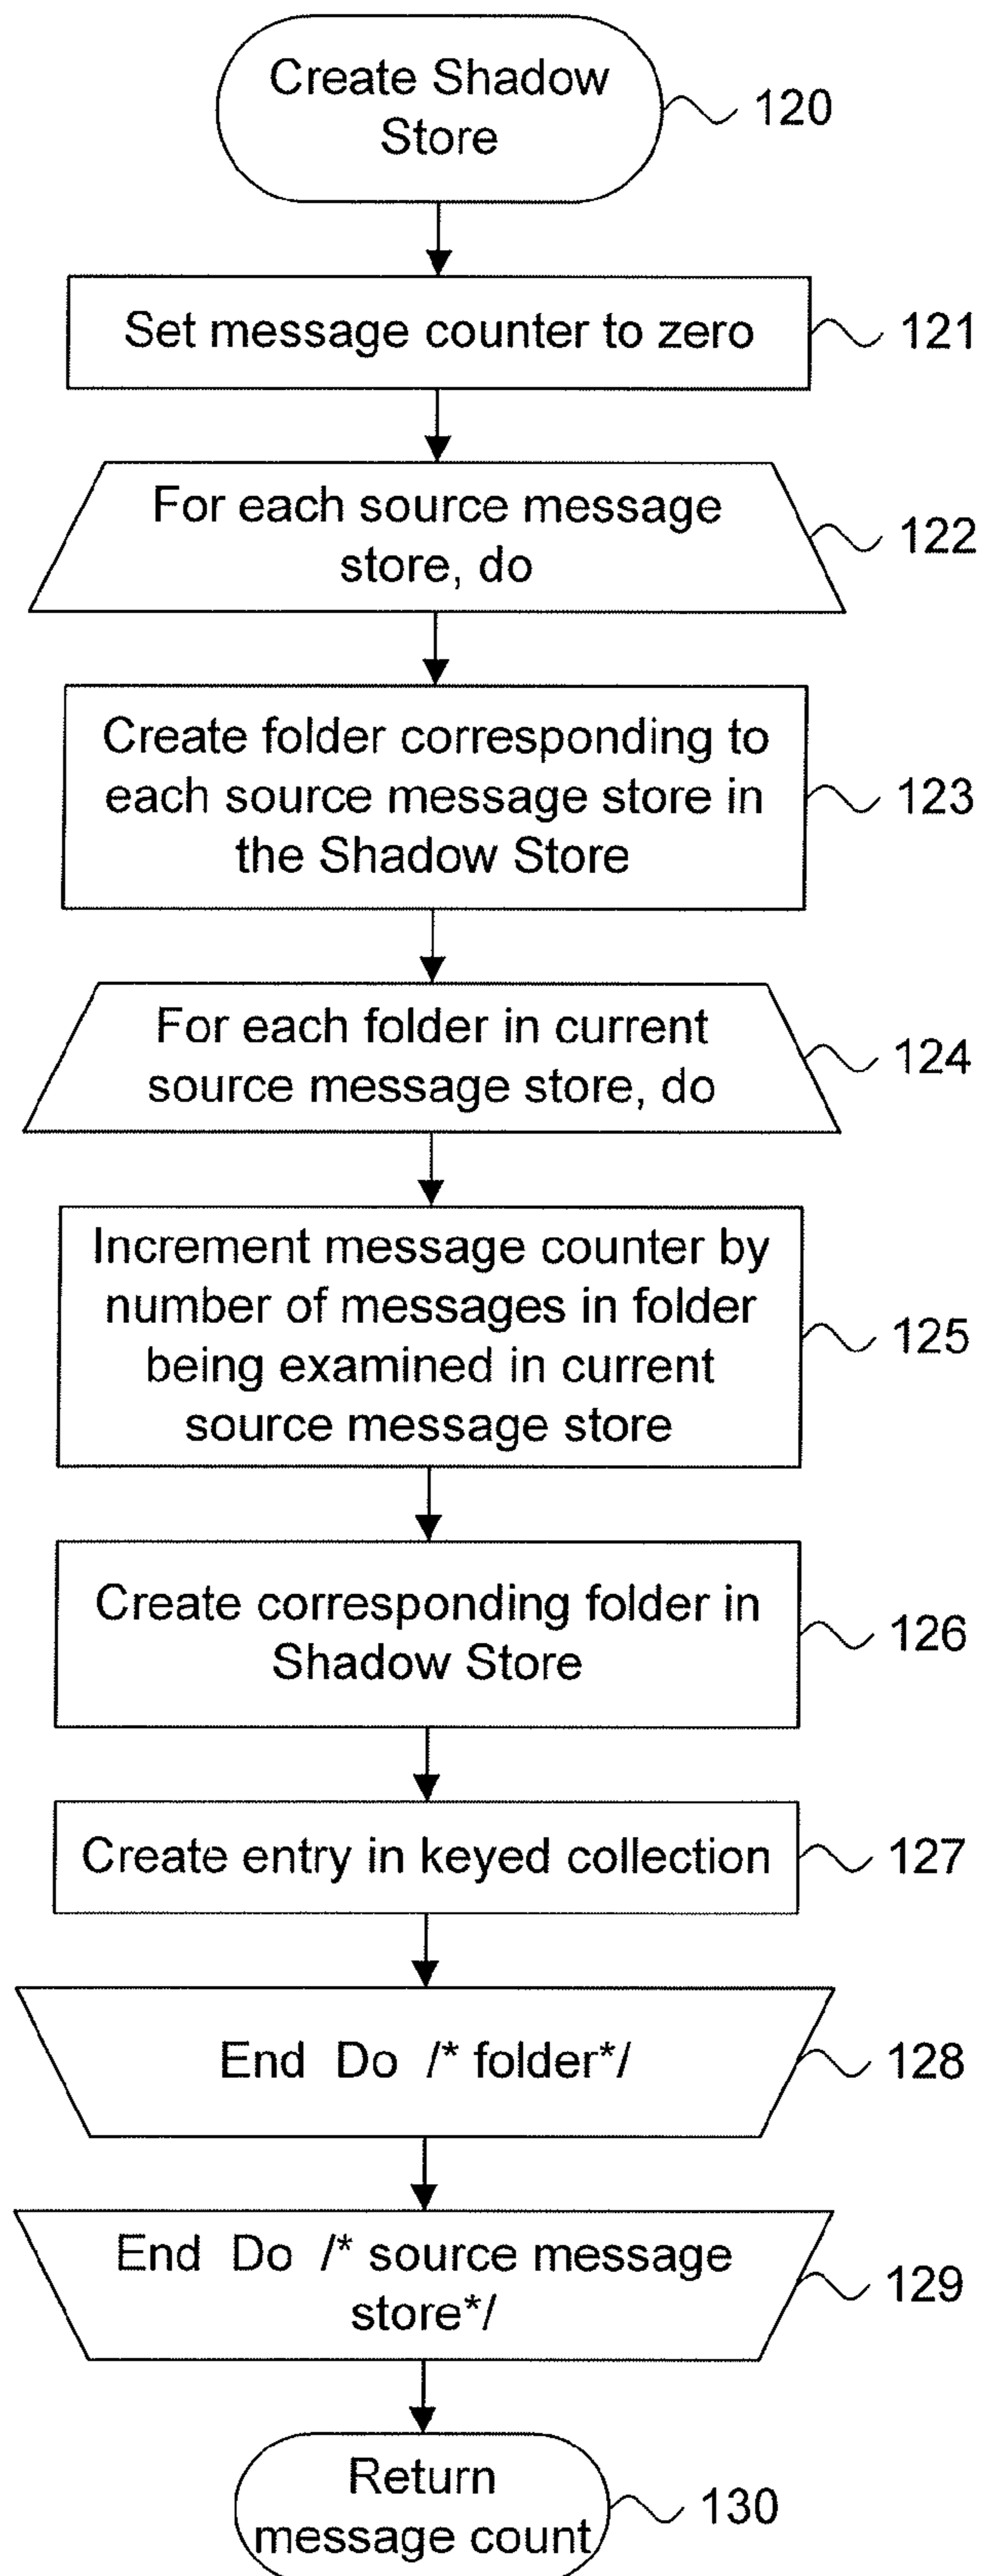 Create Shadow
Store
120
Set message counter to zero
121
For each source message
store, do
122
Create folder corresponding to
each source message store in
the Shadow Store
123
For each folder in current
source message store, do
124
Increment message counter by
number of messages in folder
being examined in current
source message store
125
Create corresponding folder in
Shadow Store
126
Create entry in keyed collection
127
End Do /* folder*/
128
End Do /* source message
store*/
129
Return
message count
130